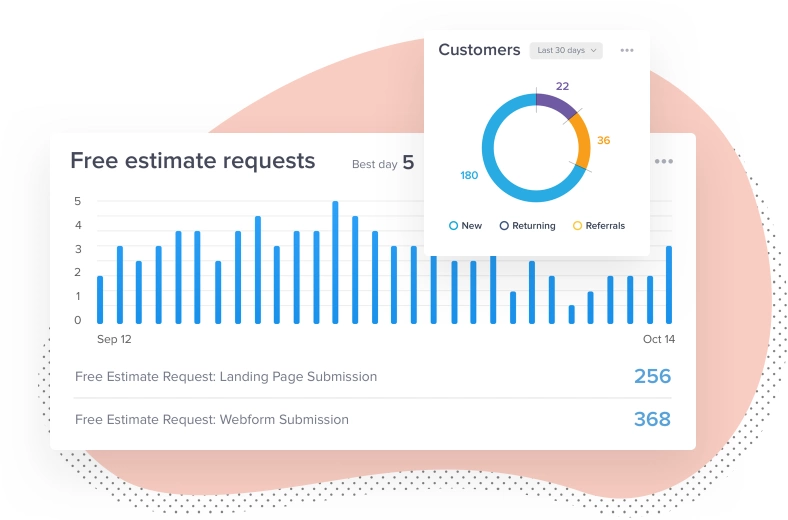 Customers
Last 30 days
22
36
180
New Returning Referrals
Free estimate requests
Best day 5
5
4
3
2
1
0
Sep 12 Oct 14
Free Estimate Request: Landing Page Submission 256
Free Estimate Request: Webform Submission 368